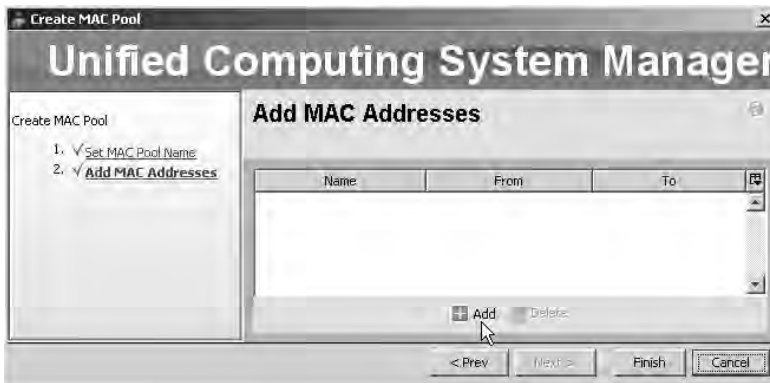 Create MAC Pool
Unified Computing System Manager
Create MAC Pool
1. √ Set MAC Pool Name
2. √ Add MAC Addresses
Add MAC Addresses
Name From To
Add Delete
< Prev Next > Finish Cancel